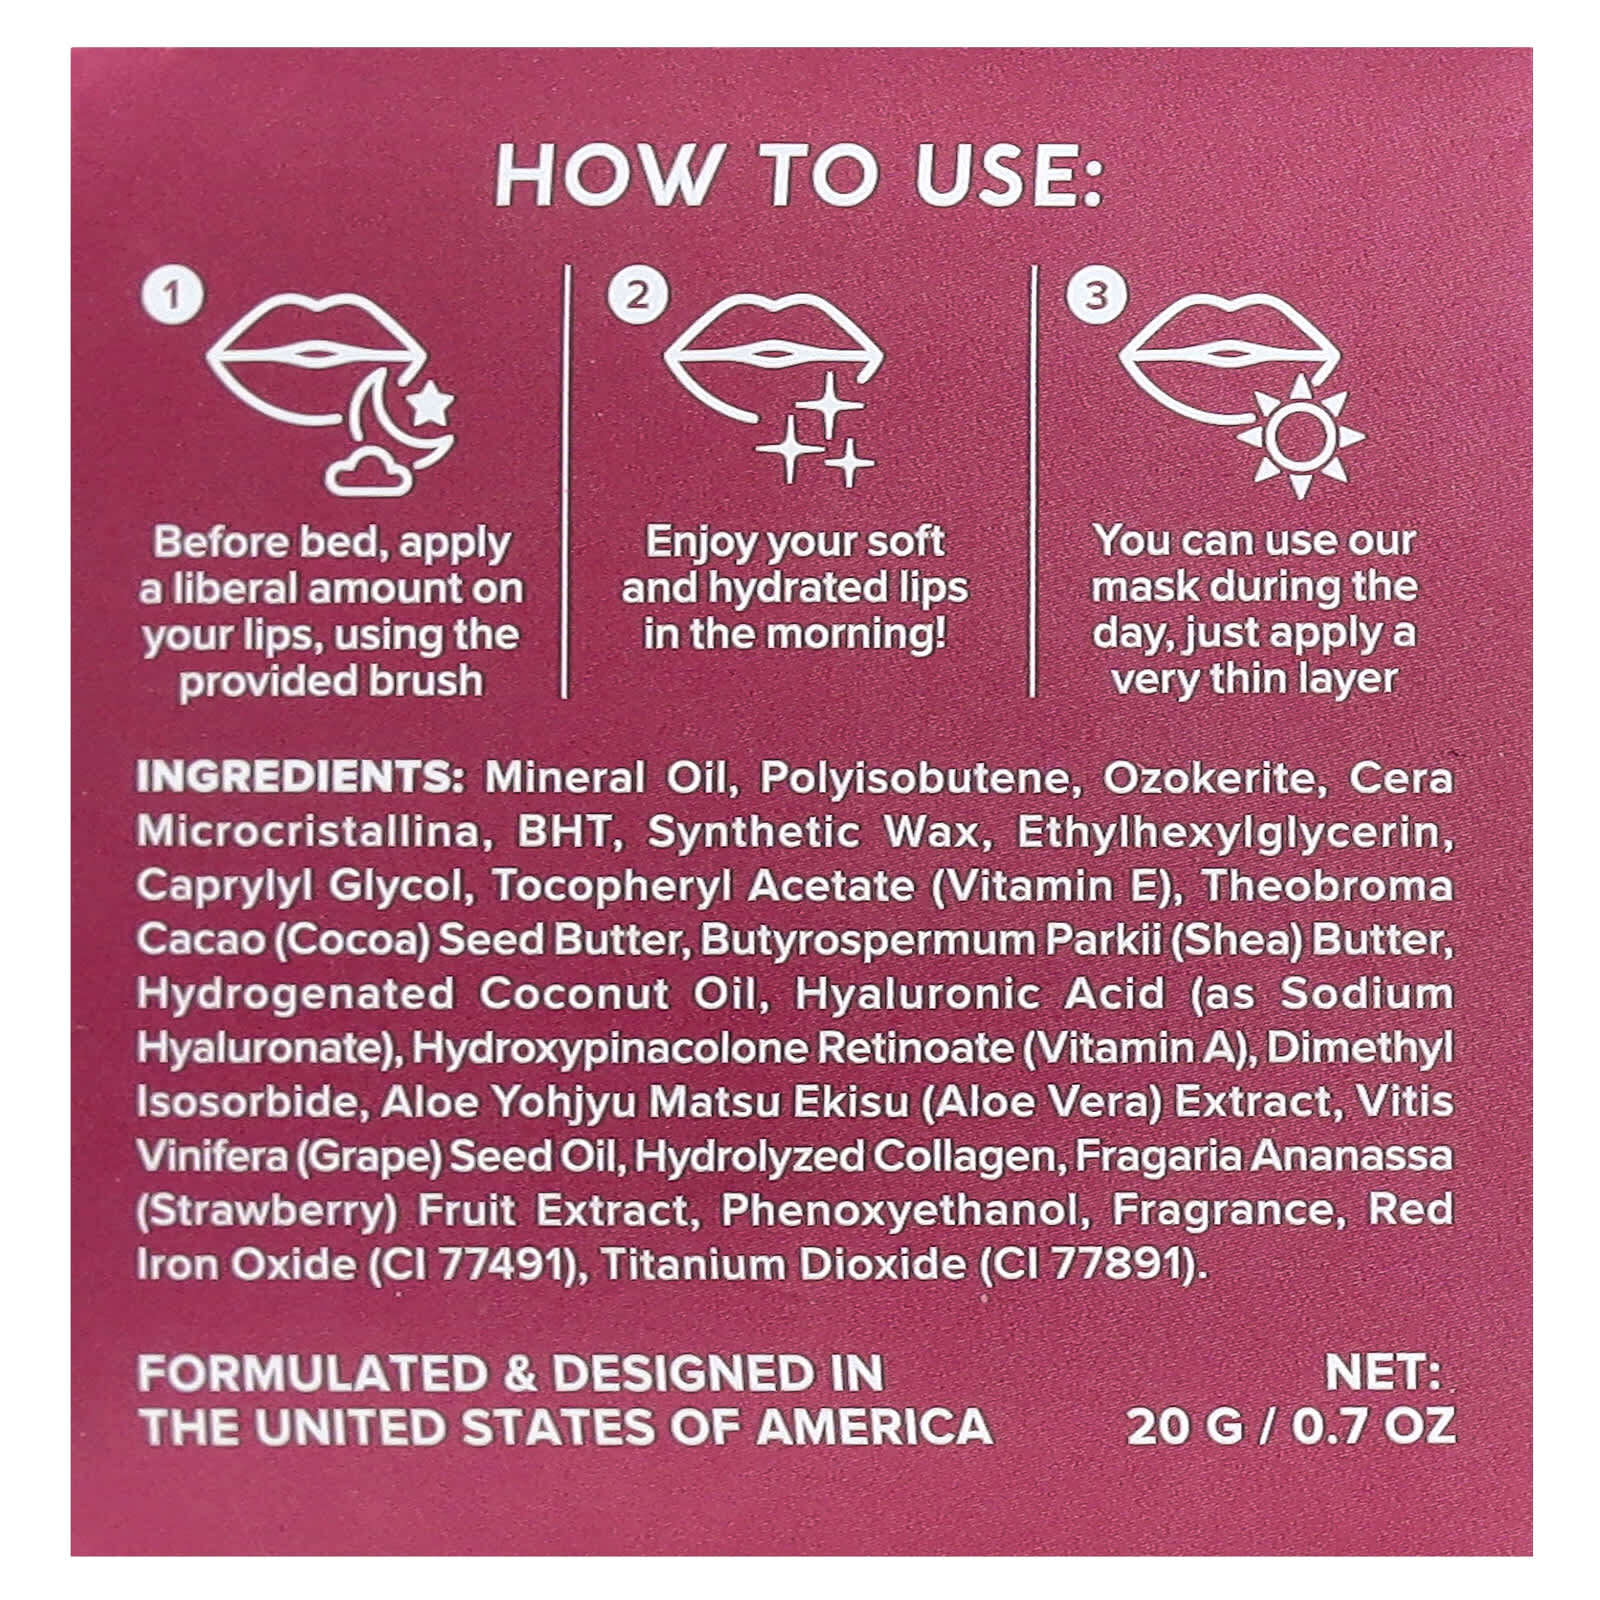 HOW TO USE:
1
Before bed, apply
a liberal amount on
your lips, using the
provided brush
2
Enjoy your soft
and hydrated lips
in the morning!
3
You can use our
mask during the
day, just apply a
very thin layer
INGREDIENTS: Mineral Oil, Polyisobutene, Ozokerite, Cera
Microcristallina, BHT, Synthetic Wax, Ethylhexylglycerin,
Caprylyl Glycol, Tocopheryl Acetate (Vitamin E), Theobroma
Cacao (Cocoa) Seed Butter, Butyrospermum Parkii (Shea) Butter,
Hydrogenated Coconut Oil, Hyaluronic Acid (as Sodium
Hyaluronate), Hydroxypinacolone Retinoate (Vitamin A), Dimethyl
Isosorbide, Aloe Yohjyu Matsu Ekisu (Aloe Vera) Extract, Vitis
Vinifera (Grape) Seed Oil, Hydrolyzed Collagen, Fragaria Ananassa
(Strawberry) Fruit Extract, Phenoxyethanol, Fragrance, Red
Iron Oxide (CI 77491), Titanium Dioxide (CI 77891).
FORMULATED & DESIGNED IN
THE UNITED STATES OF AMERICA
NET:
20 G / 0.7 OZ